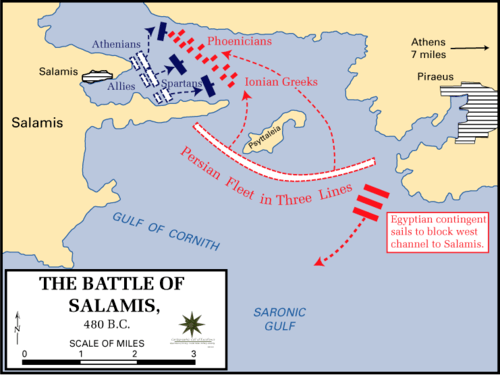 Athenians
Phoenicians
Athens
7 miles
Salamis
Allies
Spartans
Ionian Greeks
Piraeus
Salamis
Psyttaleia
Persian Fleet in Three Lines
Egyptian contingent
sails to block west
channel to Salamis.
GULF OF CORNITH
SARONIC
GULF
THE BATTLE OF
SALAMIS,
480 B.C.
N
SCALE OF MILES
0 1 2 3